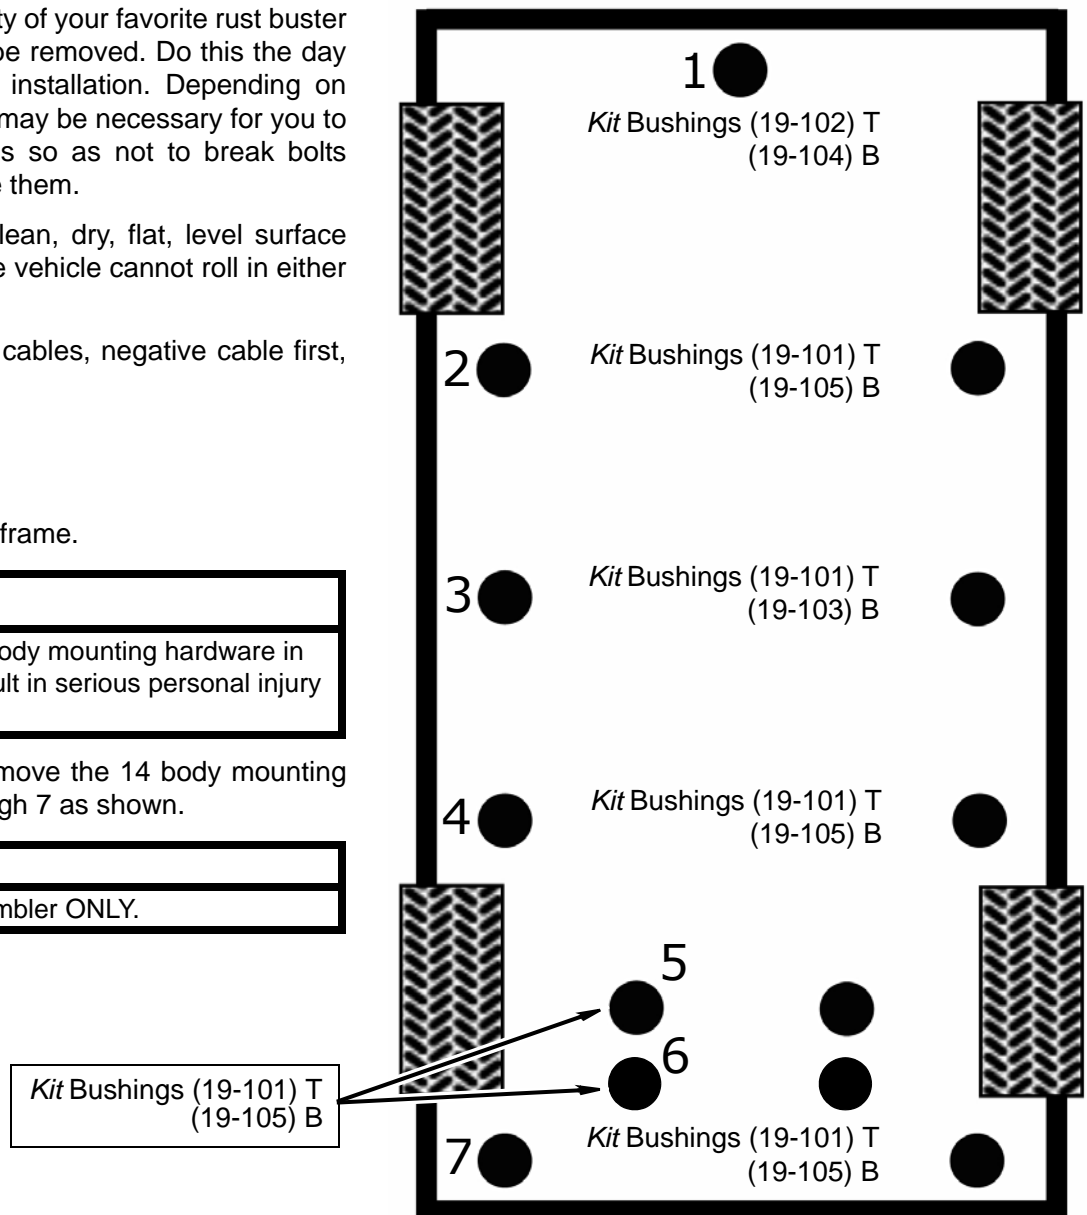 ty of your favorite rust buster
be removed. Do this the day
installation. Depending on
may be necessary for you to
s so as not to break bolts
e them.
lean, dry, flat, level surface
e vehicle cannot roll in either
cables, negative cable first,
frame.
ody mounting hardware in
ult in serious personal injury
move the 14 body mounting
gh 7 as shown.
mbler ONLY.
1
Kit Bushings (19-102) T
(19-104) B
2
Kit Bushings (19-101) T
(19-105) B
3
Kit Bushings (19-101) T
(19-103) B
4
Kit Bushings (19-101) T
(19-105) B
5
6
Kit Bushings (19-101) T
(19-105) B
7
Kit Bushings (19-101) T
(19-105) B